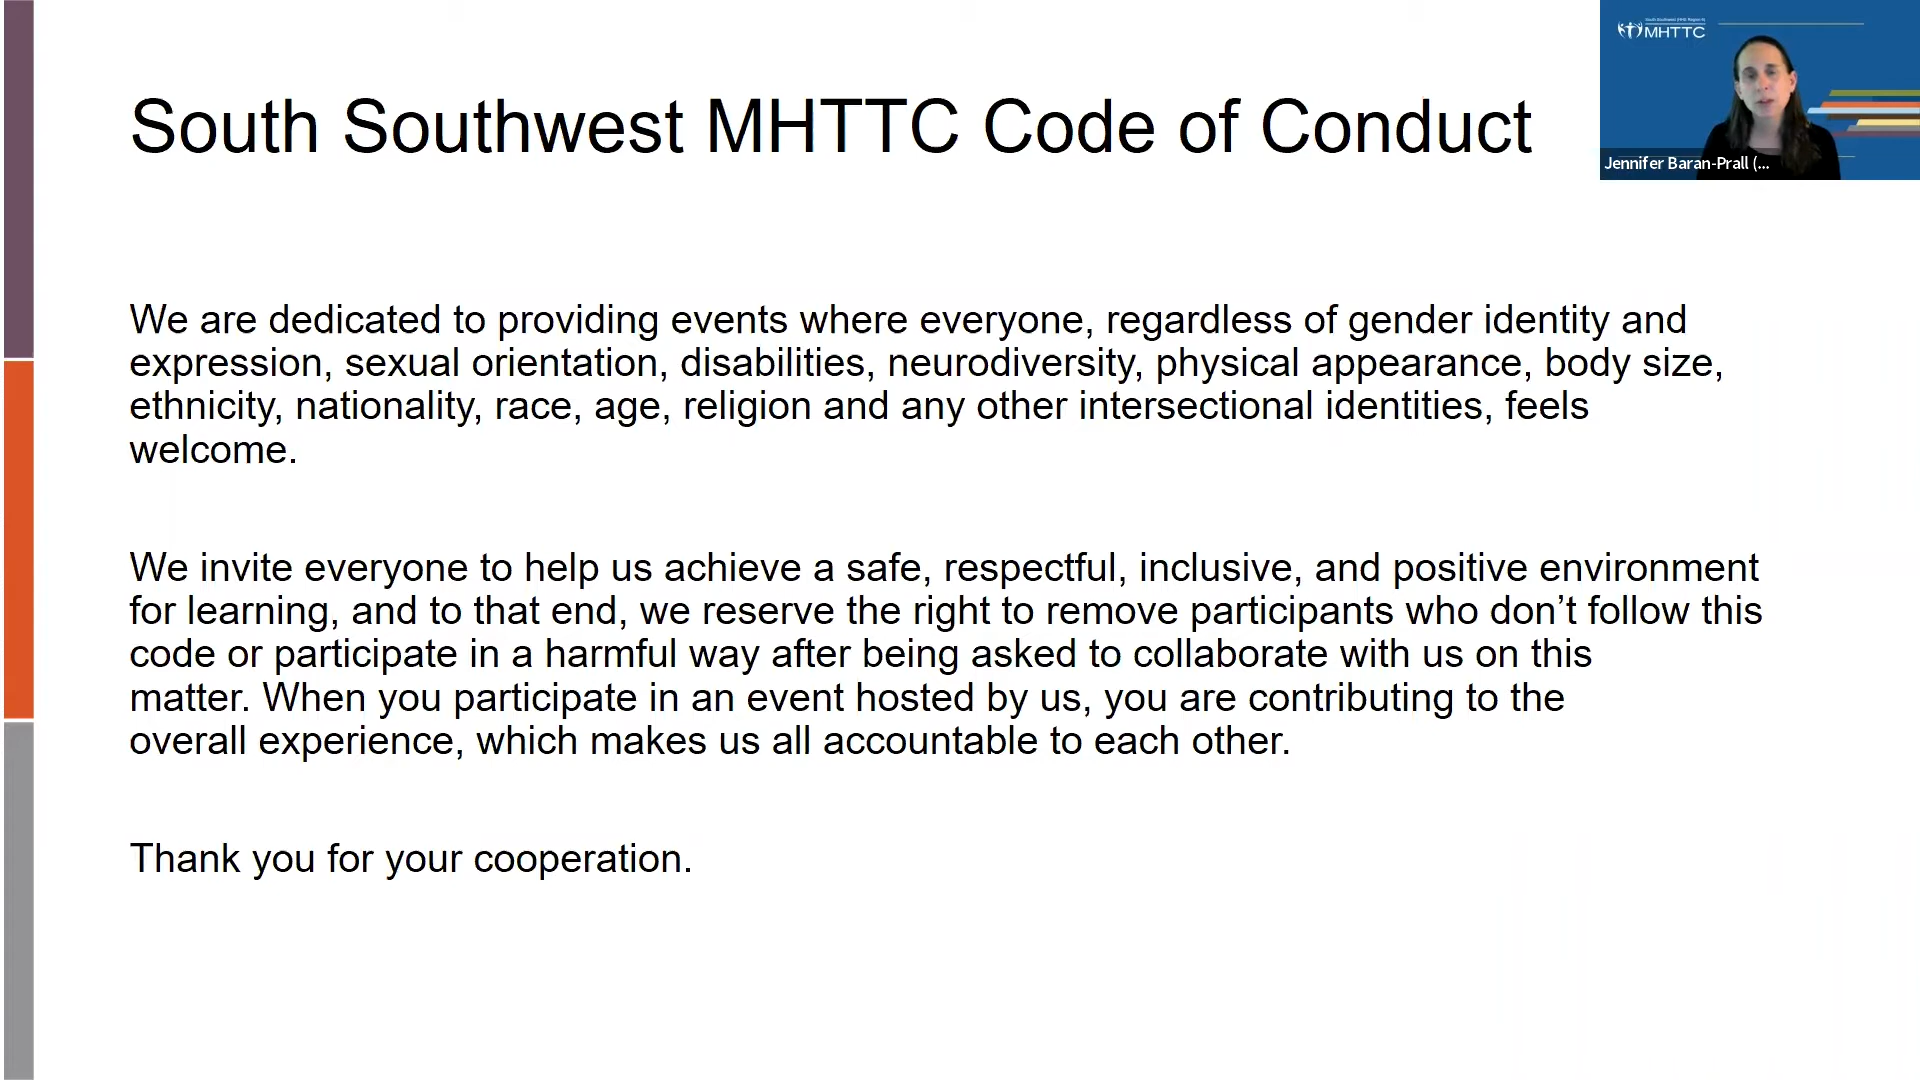 South Southwest (HHS Region 6)
MHTTC
South Southwest MHTTC Code of Conduct
Jennifer Baran-Prall (...
We are dedicated to providing events where everyone, regardless of gender identity and
expression, sexual orientation, disabilities, neurodiversity, physical appearance, body size,
ethnicity, nationality, race, age, religion and any other intersectional identities, feels
welcome.
We invite everyone to help us achieve a safe, respectful, inclusive, and positive environment
for learning, and to that end, we reserve the right to remove participants who don’t follow this
code or participate in a harmful way after being asked to collaborate with us on this
matter. When you participate in an event hosted by us, you are contributing to the
overall experience, which makes us all accountable to each other.
Thank you for your cooperation.